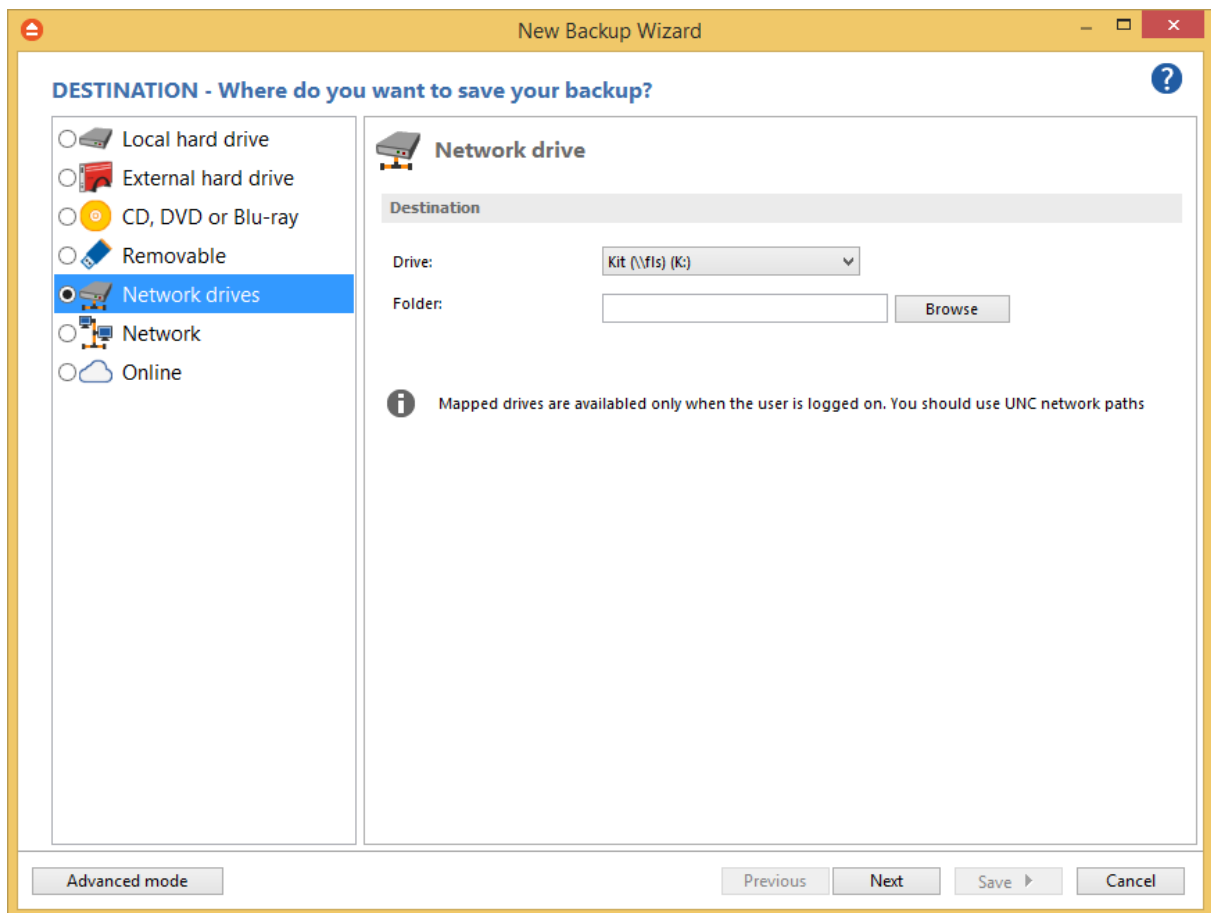 New Backup Wizard
DESTINATION - Where do you want to save your backup?
?
Local hard drive
External hard drive
CD, DVD or Blu-ray
Removable
Network drives
Network
Online
Network drive
Destination
Drive:
Kit (\\fls) (K:)
Folder:
Browse
Mapped drives are availabled only when the user is logged on. You should use UNC network paths
Advanced mode
Previous
Next
Save
Cancel